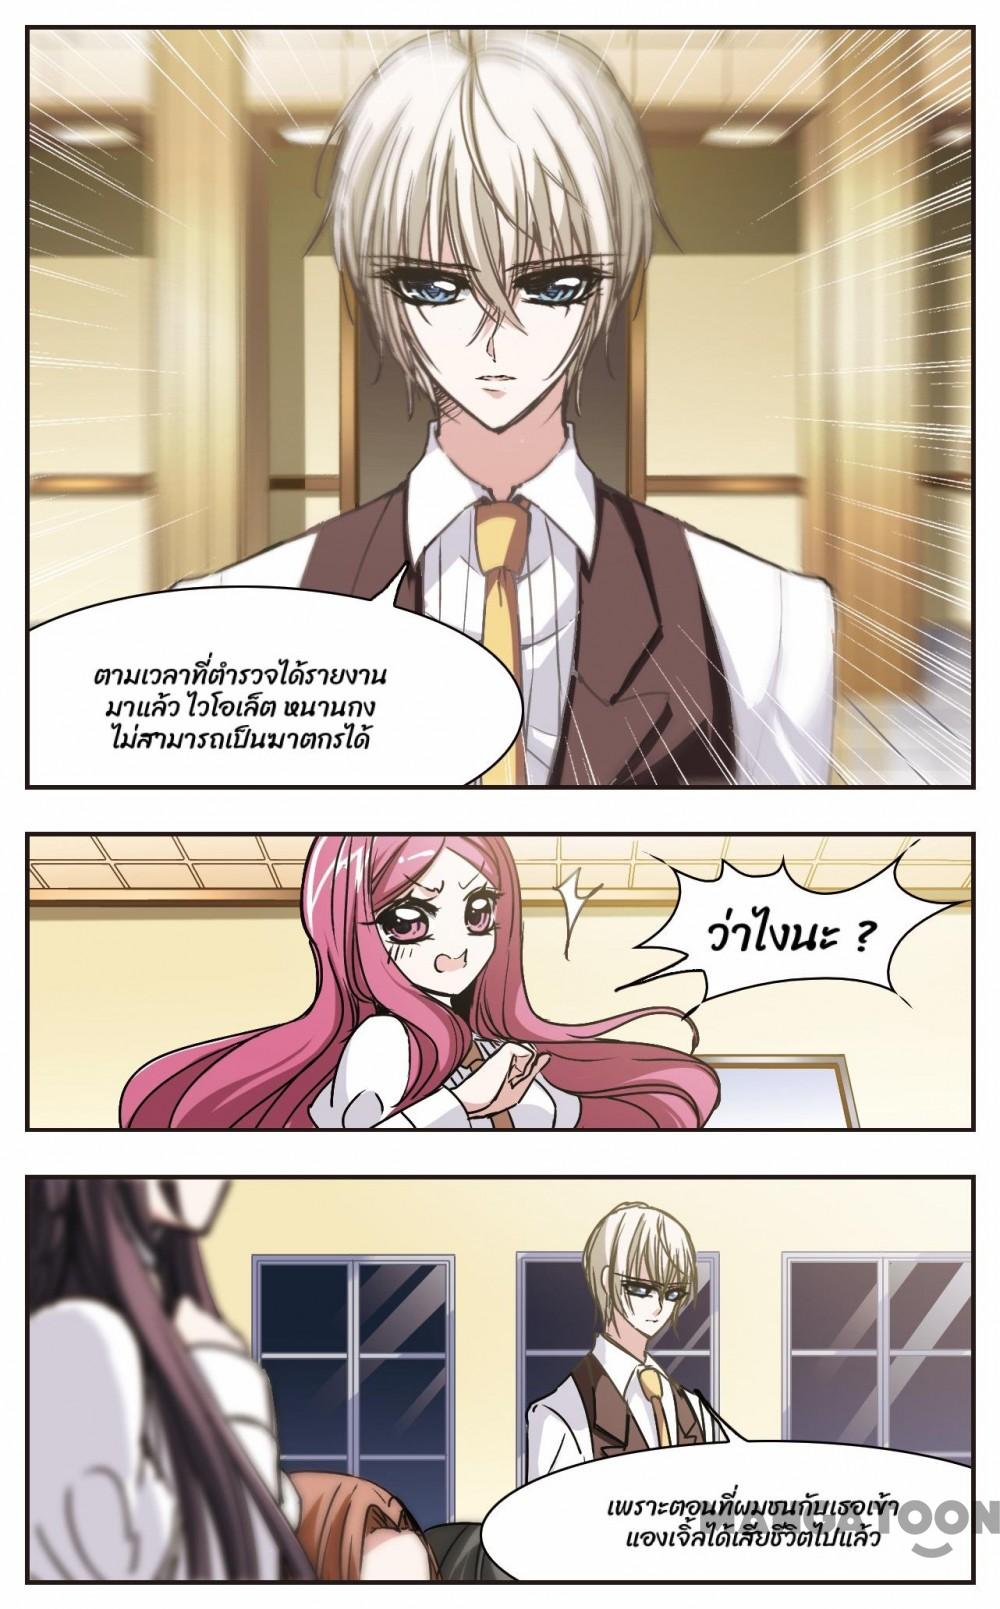 ตามเวลาที่ตำรวจได้รายงาน
มาแล้ว ไวโอเล็ต หนานกง
ไม่สามารถเป็นฆาตกรได้
ว่าไงนะ ?
เพราะตอนที่ผมชนกับเธอเข้า
แองเจิ้ลได้เสียชีวิตไปแล้ว
MANGATOON